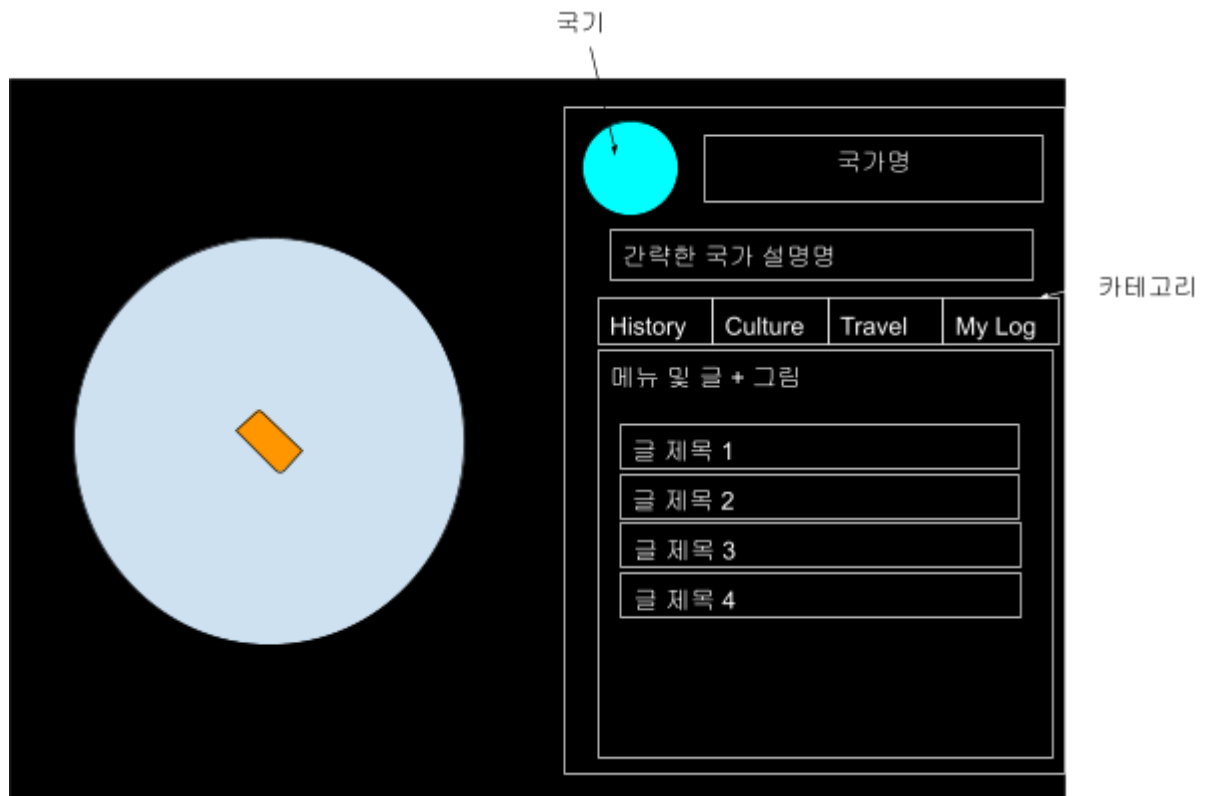 국기
국가명
간략한 국가 설명명
카테고리
History Culture Travel My Log
메뉴 및 글 + 그림
글 제목 1
글 제목 2
글 제목 3
글 제목 4